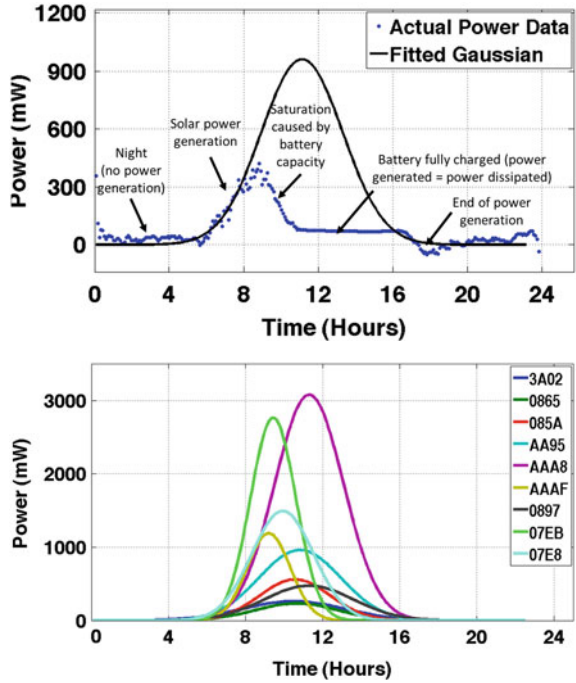 1200
900
600
300
0
Power (mW)
Actual Power Data
Fitted Gaussian
Solar power
generation
Saturation
caused by
battery
capacity
Night
(no power
generation)
Battery fully charged (power
generated = power dissipated)
End of power
generation
0 4 8 12 16 20 24
Time (Hours)
3000
2000
1000
0
Power (mW)
3A02
0865
085A
AA95
AAA8
AAAF
0897
07EB
07E8
0 4 8 12 16 20 24
Time (Hours)